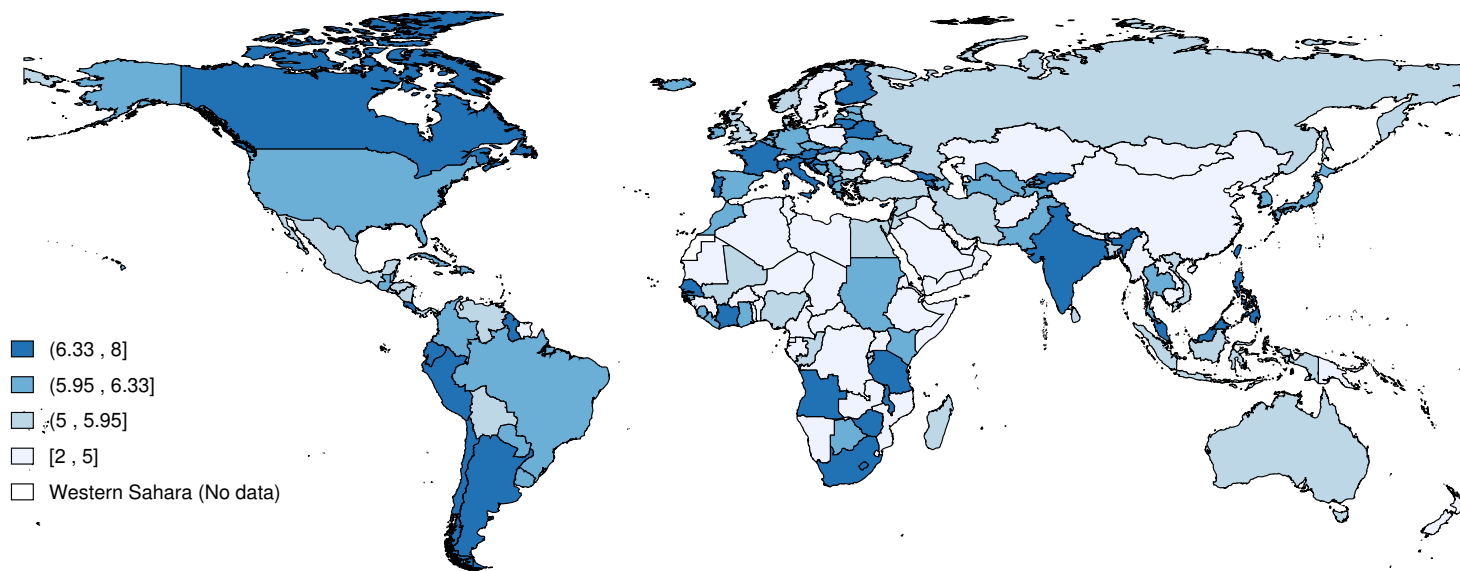 (6.33 , 8]
(5.95 , 6.33]
(5 , 5.95]
[2 , 5]
Western Sahara (No data)